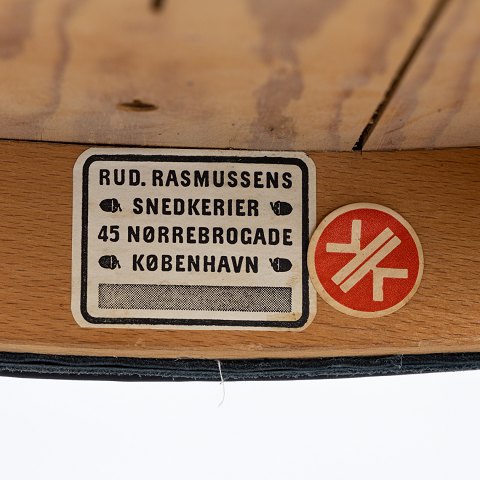 RUD. RASMUSSENS
SNEDKERIER
45 NØRREBROGADE
KØBENHAVN